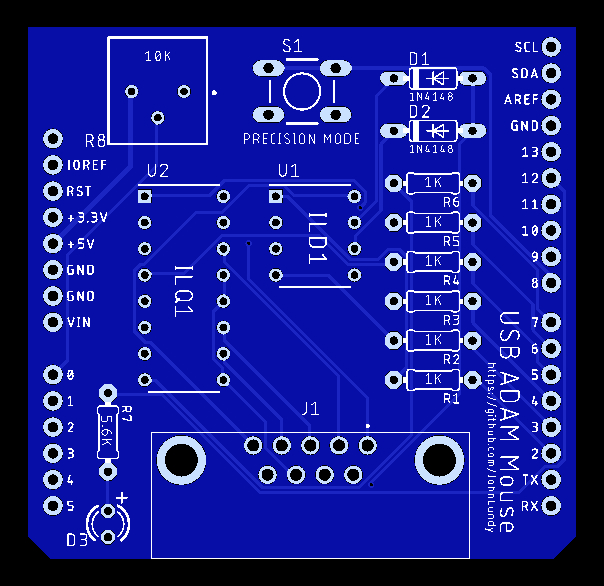 10K
S1
D1
SCL
1N4148
SDA
AREF
PRECISION MODE
D2
GND
1N4148
13
R8
IOREF
U2
U1
1K
12
RST
R6
11
+3.3V
ILD1
1K
10
+5V
R5
9
GND
ILQ1
1K
R4
8
GND
1K
VIN
R3
7
1K
6
R2
0
1K
5
1
R7
J1
R1
4
2
5.6K
3
3
2
4
TX
5
+
RX
D3
USB ADAM Mouse
https://github.com/JohnLundy